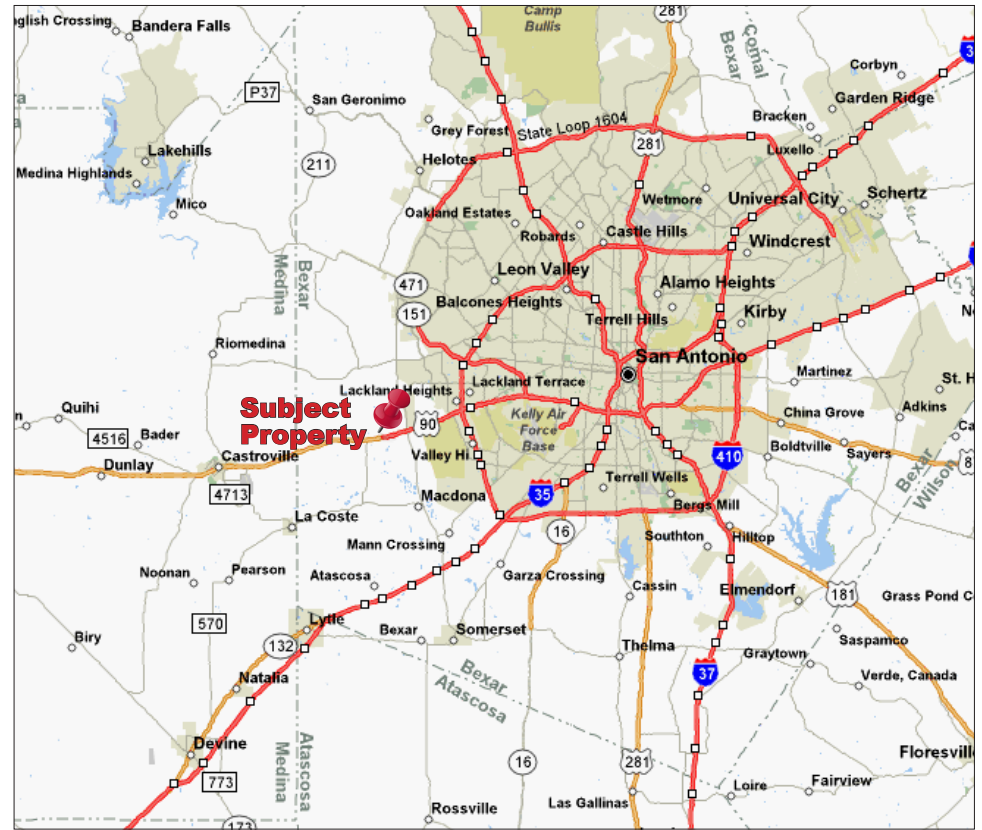 281
Camp
Bullis
Bandera Falls
Comal
Bexar
Corbyn
P37
San Geronimo
Garden Ridge
Grey Forest
State Loop 1604
Bracken
281
Luxello
Lakehills
Helotes
211
Medina Highlands
Mico
Wetmore
Universal City
Schertz
Oakland Estates
Robards
Castle Hills
Windcrest
Leon Valley
Bexar
Medina
471
Alamo Heights
Balcones Heights
151
Terrell Hills
Kirby
Riomedina
San Antonio
Martinez
Lackland Heights
Lackland Terrace
Subject
Property
Quihi
Adkins
China Grove
Kelly Air
Force
Base
90
4516
Bader
Boldtville
Sayers
Castroville
Valley Hi
410
Dunlay
Bexar
Wilson
Terrell Wells
4713
Macdona
35
Bergs Mill
La Coste
16
Southton
Hilltop
Mann Crossing
Noonan
Pearson
Atascosa
Garza Crossing
Cassin
Elmendorf
181
Grass Pond C
570
Lytle
Biry
132
Bexar
Somerset
Thelma
Saspamco
Graytown
Bexar
Atascosa
37
Verde, Canada
Natalia
Devine
Atascosa
Medina
16
281
Floresvill
773
Loire
Fairview
Las Gallinas
Rossville
173